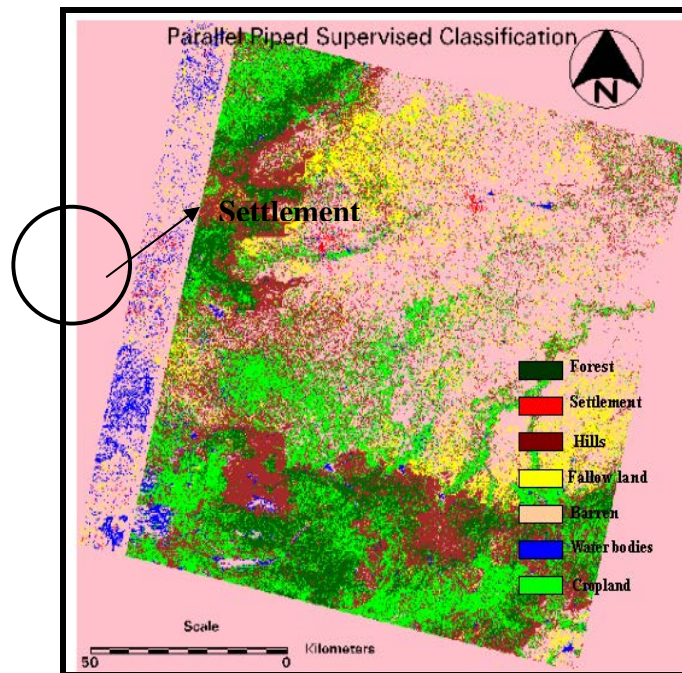 Parallel Piped Supervised Classification
N
Settlement
Forest
Settlement
Hills
Fallow land
Barren
Water bodies
Cropland
Scale
Kilometers
50
0